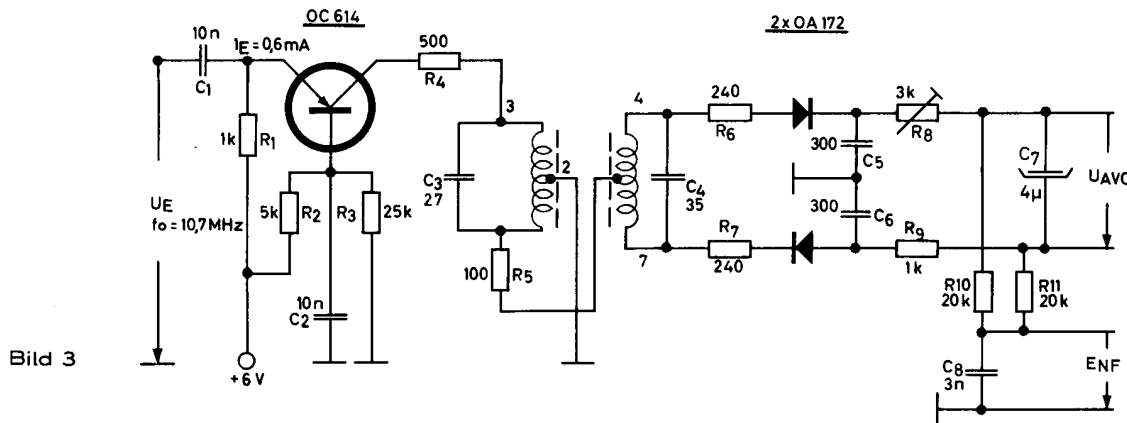 OC 614
2 x OA 172
10n
C1
IE = 0,6mA
500
R4
3
4
240
R6
3k
R8
1k
R1
300
C5
C7
4µ
UAVC
2
C3
27
C4
35
UE
fo = 10,7 MHz
5k
R2
R3
25k
300
C6
7
R7
240
R9
1k
100
R5
10n
C2
R10
20k
R11
20k
Bild 3
+6 V
C8
3n
ENF